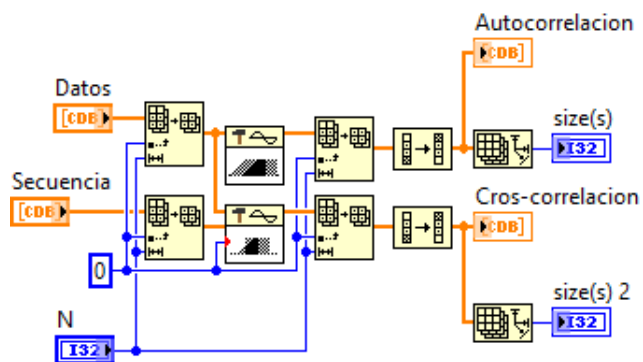 Autocorrelacion
[CDB]
Datos
[CDB]
size(s)
I32
Secuencia
[CDB]
Cros-correlacion
[CDB]
0
size(s) 2
I32
N
I32